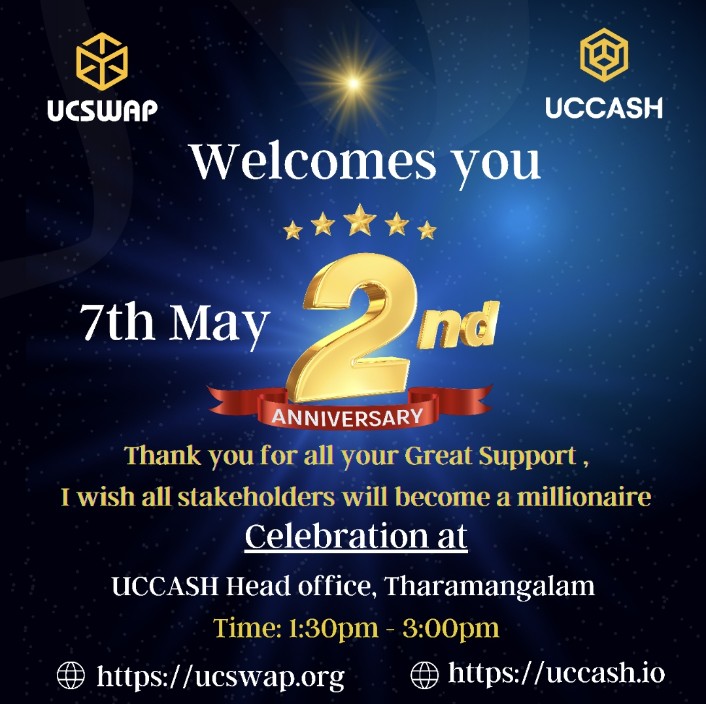 UCSWAP
UCCASH
Welcomes you
7th May
2nd
ANNIVERSARY
Thank you for all your Great Support ,
I wish all stakeholders will become a millionaire
Celebration at
UCCASH Head office, Tharamangalam
Time: 1:30pm - 3:00pm
https://ucswap.org
https://uccash.io